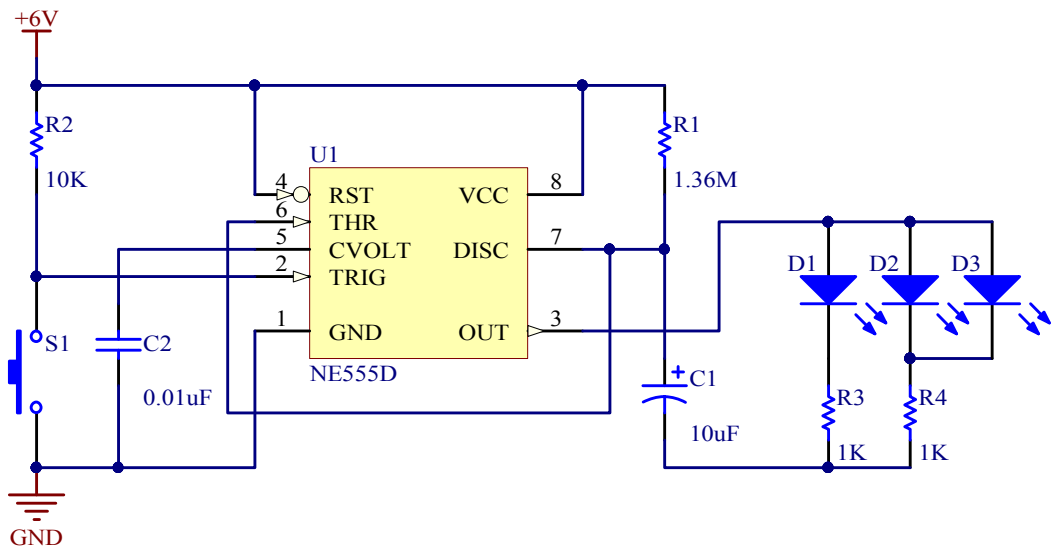 +6V
R2
10K
U1
4
RST
6
THR
5
CVOLT
2
TRIG
1
GND
VCC
8
DISC
7
OUT
3
NE555D
R1
1.36M
S1
C2
0.01uF
C1
+
10uF
D1
D2
D3
R3
1K
R4
1K
GND